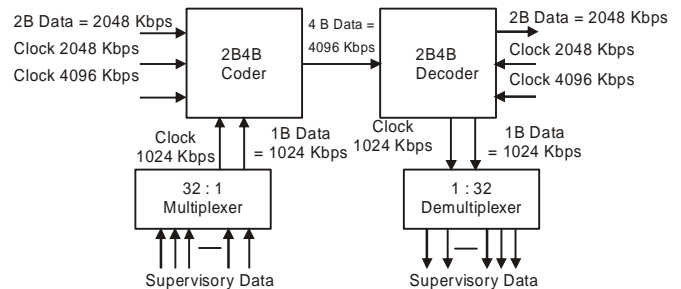 2B Data = 2048 Kbps
Clock 2048 Kbps
Clock 4096 Kbps
2B4B
Coder
4 B Data =
4096 Kbps
2B4B
Decoder
2B Data = 2048 Kbps
Clock 2048 Kbps
Clock 4096 Kbps
Clock
1024 Kbps
1B Data
= 1024 Kbps
Clock
1024 Kbps
1B Data
= 1024 Kbps
32 : 1
Multiplexer
1 : 32
Demultiplexer
Supervisory Data
Supervisory Data